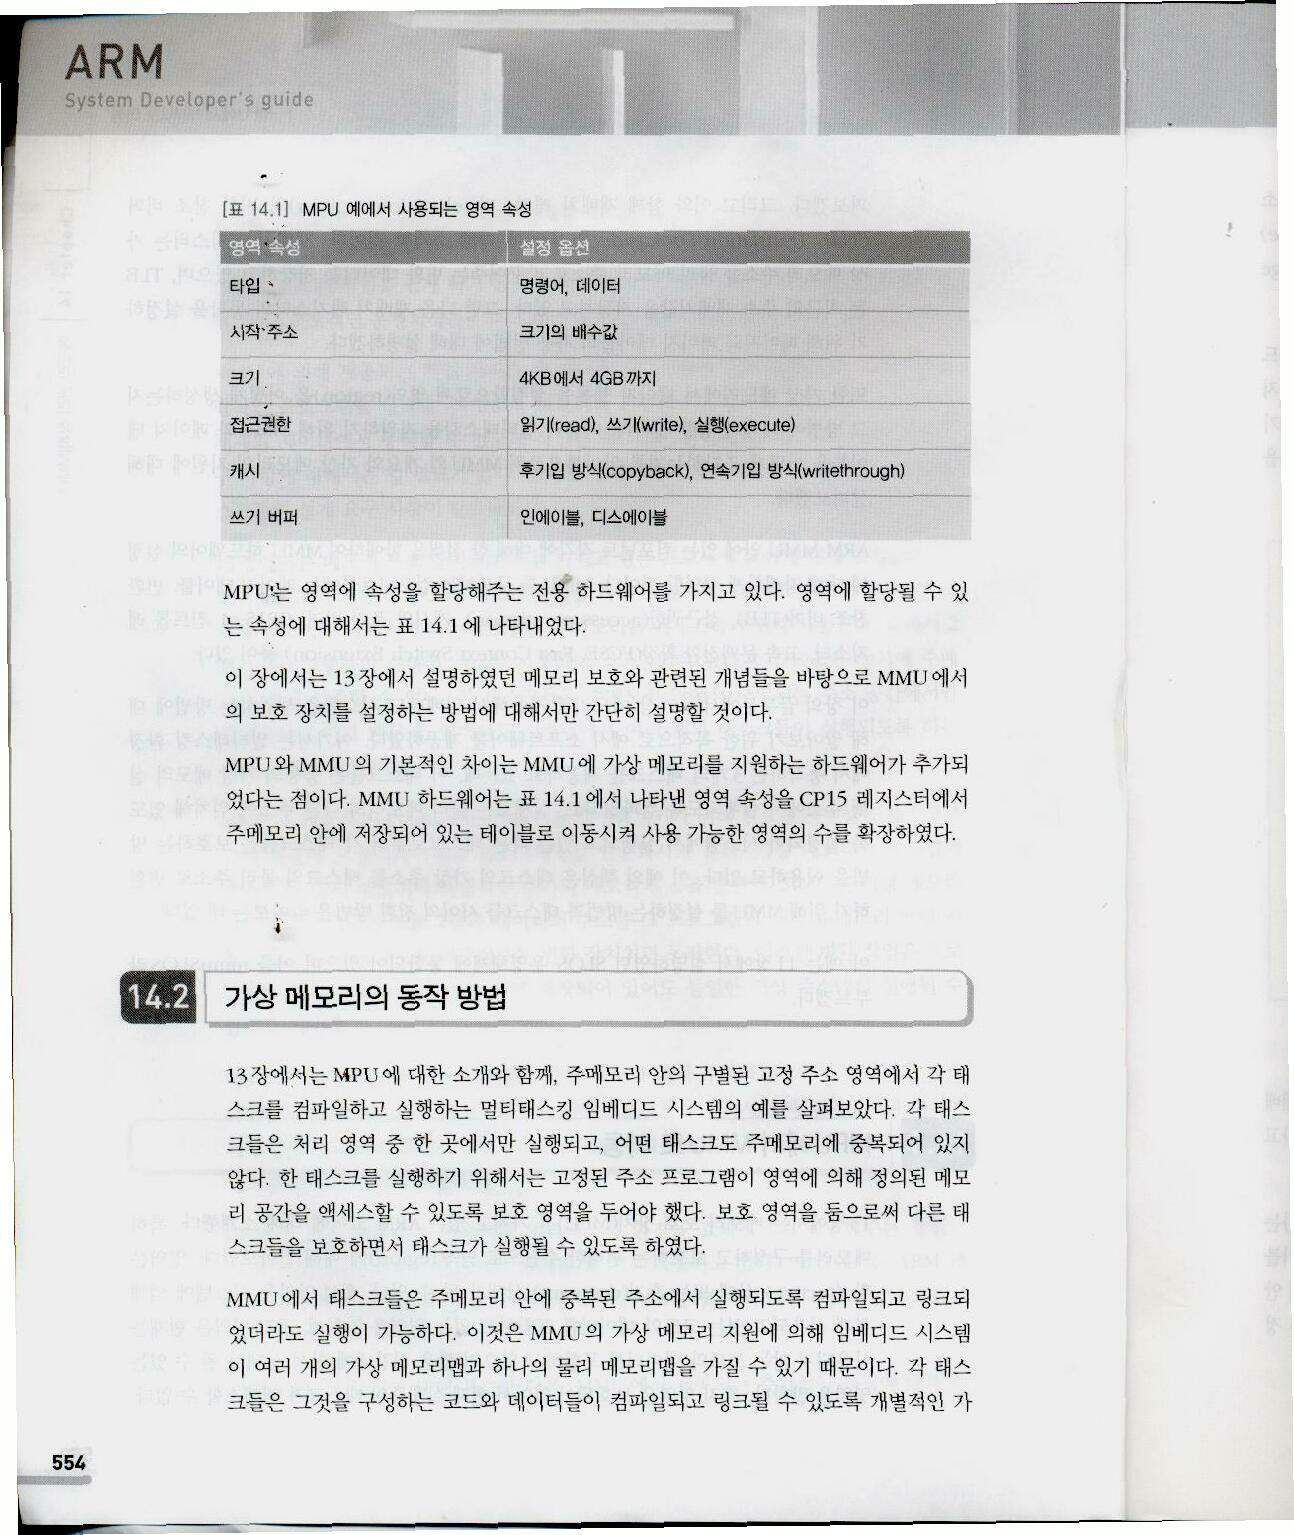 ARM
System Developer's guide
[표 14.1] MPU 예에서 사용되는 영역 속성
영역 속성 설정 옵션
타입 명령어, 데이터
시작 주소 크기의 배수값
크기 4KB에서 4GB까지
접근권한 읽기(read), 쓰기(write), 실행(execute)
캐시 후기입 방식(copyback), 연속기입 방식(writethrough)
쓰기 버퍼 인에이블, 디스에이블
MPU는 영역에 속성을 할당해주는 전용 하드웨어를 가지고 있다. 영역에 할당될 수 있
는 속성에 대해서는 표 14.1에 나타내었다.
이 장에서는 13장에서 설명하였던 메모리 보호와 관련된 개념들을 바탕으로 MMU에서
의 보호 장치를 설정하는 방법에 대해서만 간단히 설명할 것이다.
MPU와 MMU의 기본적인 차이는 MMU에 가상 메모리를 지원하는 하드웨어가 추가되
었다는 점이다. MMU 하드웨어는 표 14.1에서 나타낸 영역 속성을 CP15 레지스터에서
주메모리 안에 저장되어 있는 테이블로 이동시켜 사용 가능한 영역의 수를 확장하였다.
14.2 가상 메모리의 동작 방법
13장에서는 MPU에 대한 소개와 함께, 주메모리 안의 구별된 고정 주소 영역에서 각 태
스크를 컴파일하고 실행하는 멀티태스킹 임베디드 시스템의 예를 살펴보았다. 각 태스
크들은 처리 영역 중 한 곳에서만 실행되고, 어떤 태스크도 주메모리에 중복되어 있지
않다. 한 태스크를 실행하기 위해서는 고정된 주소 프로그램이 영역에 의해 정의된 메모
리 공간을 액세스할 수 있도록 보호 영역을 두어야 했다. 보호 영역을 둠으로써 다른 태
스크들을 보호하면서 태스크가 실행될 수 있도록 하였다.
MMU에서 태스크들은 주메모리 안에 중복된 주소에서 실행되도록 컴파일되고 링크되
었더라도 실행이 가능하다. 이것은 MMU의 가상 메모리 지원에 의해 임베디드 시스템
이 여러 개의 가상 메모리맵과 하나의 물리 메모리맵을 가질 수 있기 때문이다. 각 태스
크들은 그것을 구성하는 코드와 데이터들이 컴파일되고 링크될 수 있도록 개별적인 가
554